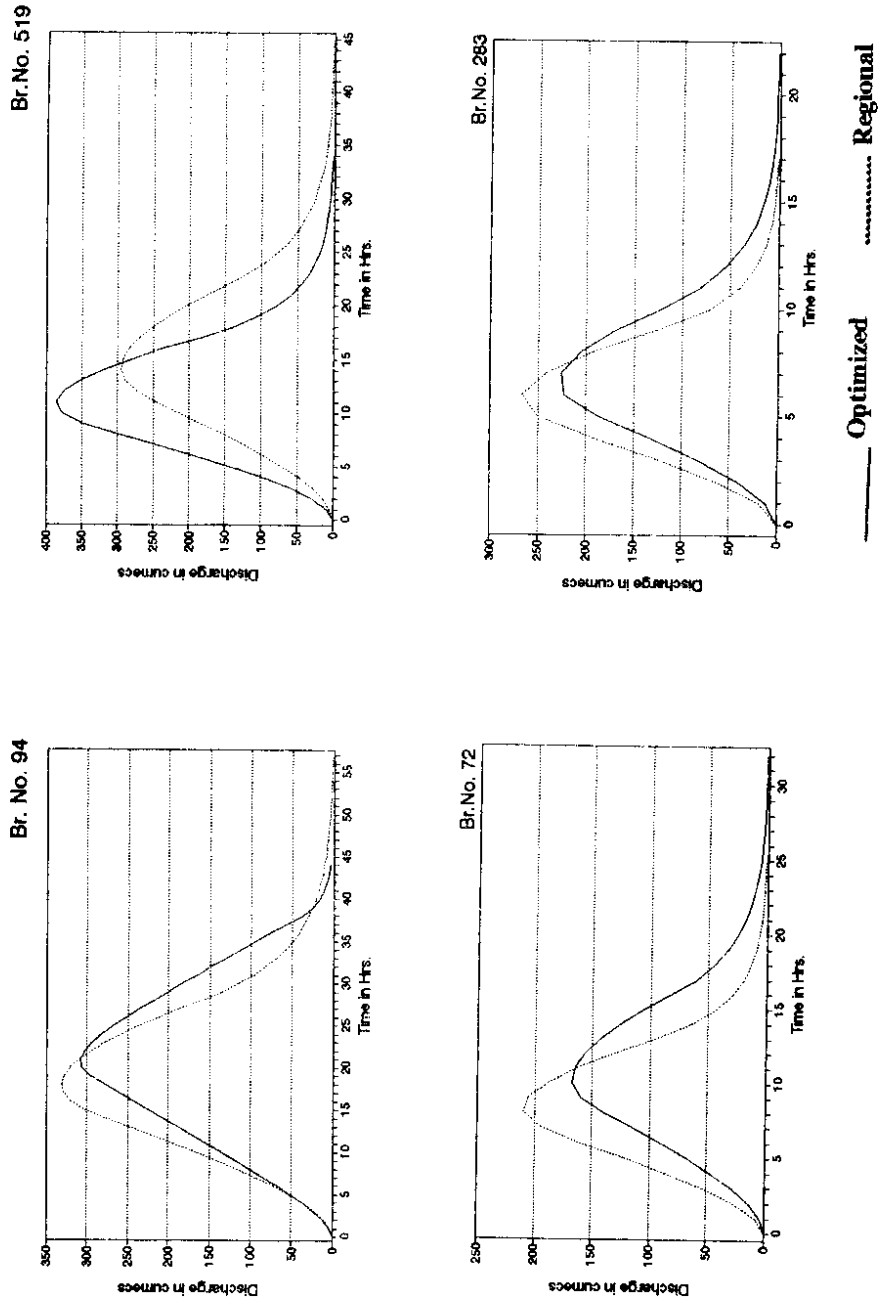 Br. No. 94
350
300
250
200
150
100
50
0
Discharge in cumecs
0 5 10 15 20 25 30 35 40 45 50 55
Time in Hrs.
Br.No. 519
400
350
300
250
200
150
100
50
0
Discharge in cumecs
0 5 10 15 20 25 30 35 40 45
Time in Hrs.
Br.No. 72
250
200
150
100
50
0
Discharge in cumecs
0 5 10 15 20 25 30
Time in Hrs.
Br.No. 283
300
250
200
150
100
50
0
Discharge in cumecs
0 5 10 15 20
Time in Hrs.
Optimized Regional